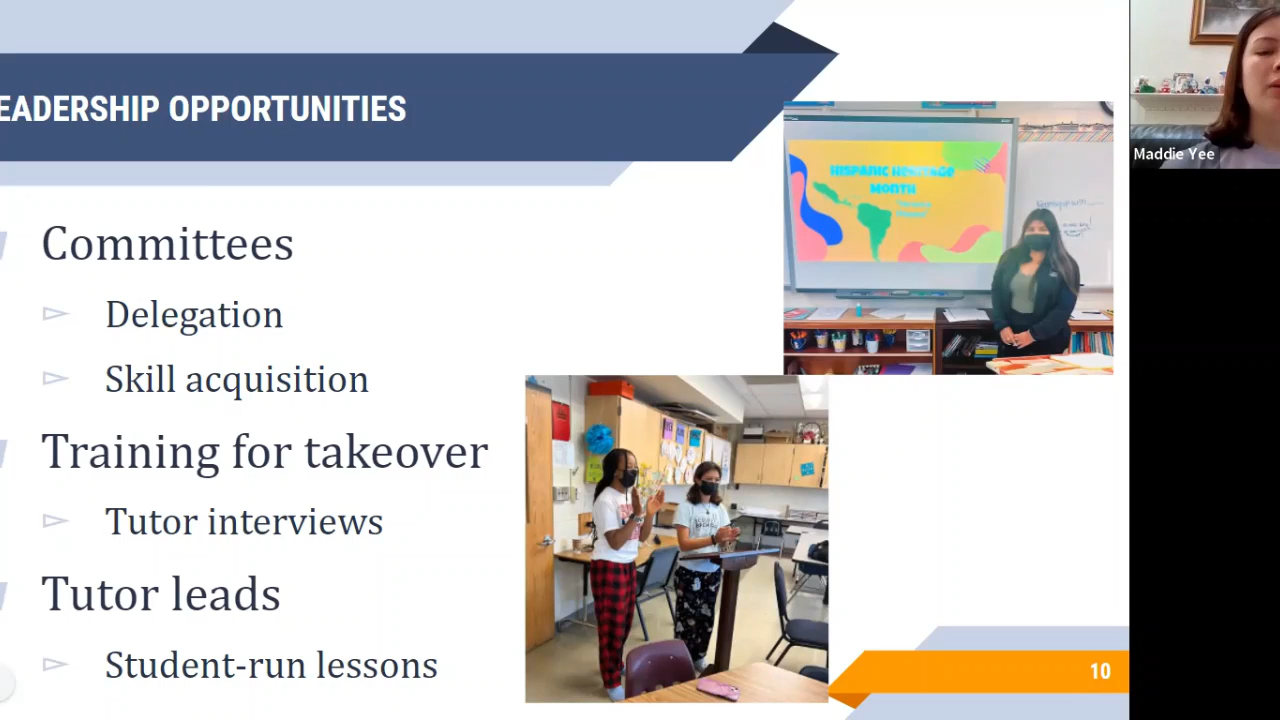 EADERSHIP OPPORTUNITIES
Committees
Delegation
Skill acquisition
Training for takeover
Tutor interviews
Tutor leads
Student-run lessons
HISPANIC HERITAGE
MONTH
Maddie Yee
10